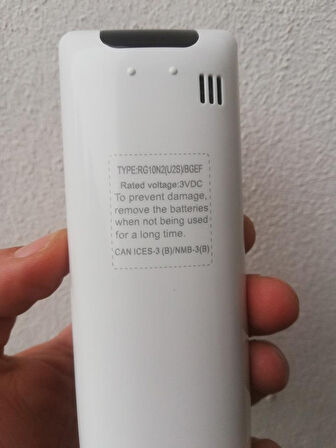 TYPE:RG10N2(U2S)/BGEF
Rated voltage:3VDC
To prevent damage,
remove the batteries
when not being used
for a long time.
CAN ICES-3 (B)/NMB-3(B)